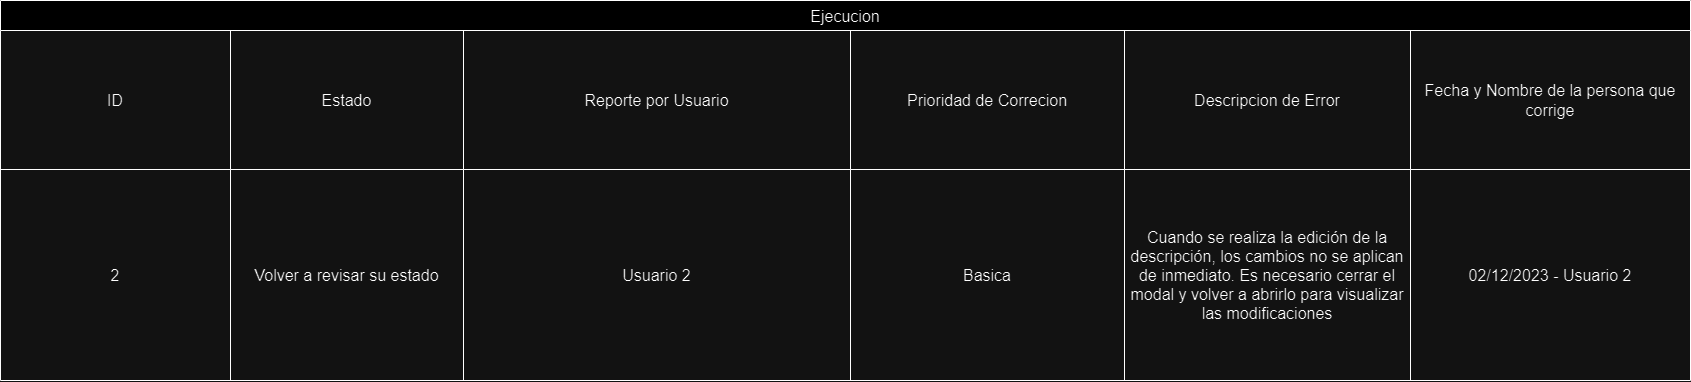 Ejecucion
ID
Estado
Reporte por Usuario
Prioridad de Correcion
Descripcion de Error
Fecha y Nombre de la persona que
corrige
2
Volver a revisar su estado
Usuario 2
Basica
Cuando se realiza la edición de la
descripción, los cambios no se aplican
de inmediato. Es necesario cerrar el
modal y volver a abrirlo para visualizar
las modificaciones
02/12/2023 - Usuario 2